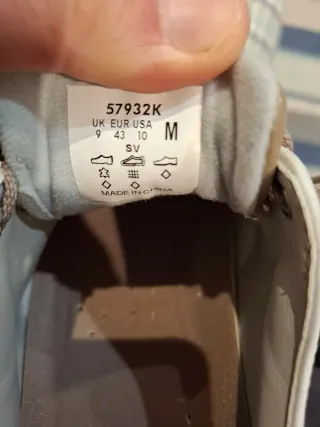 57932K
UK EUR USA M
9 43 10
SV
MADE IN CHINA